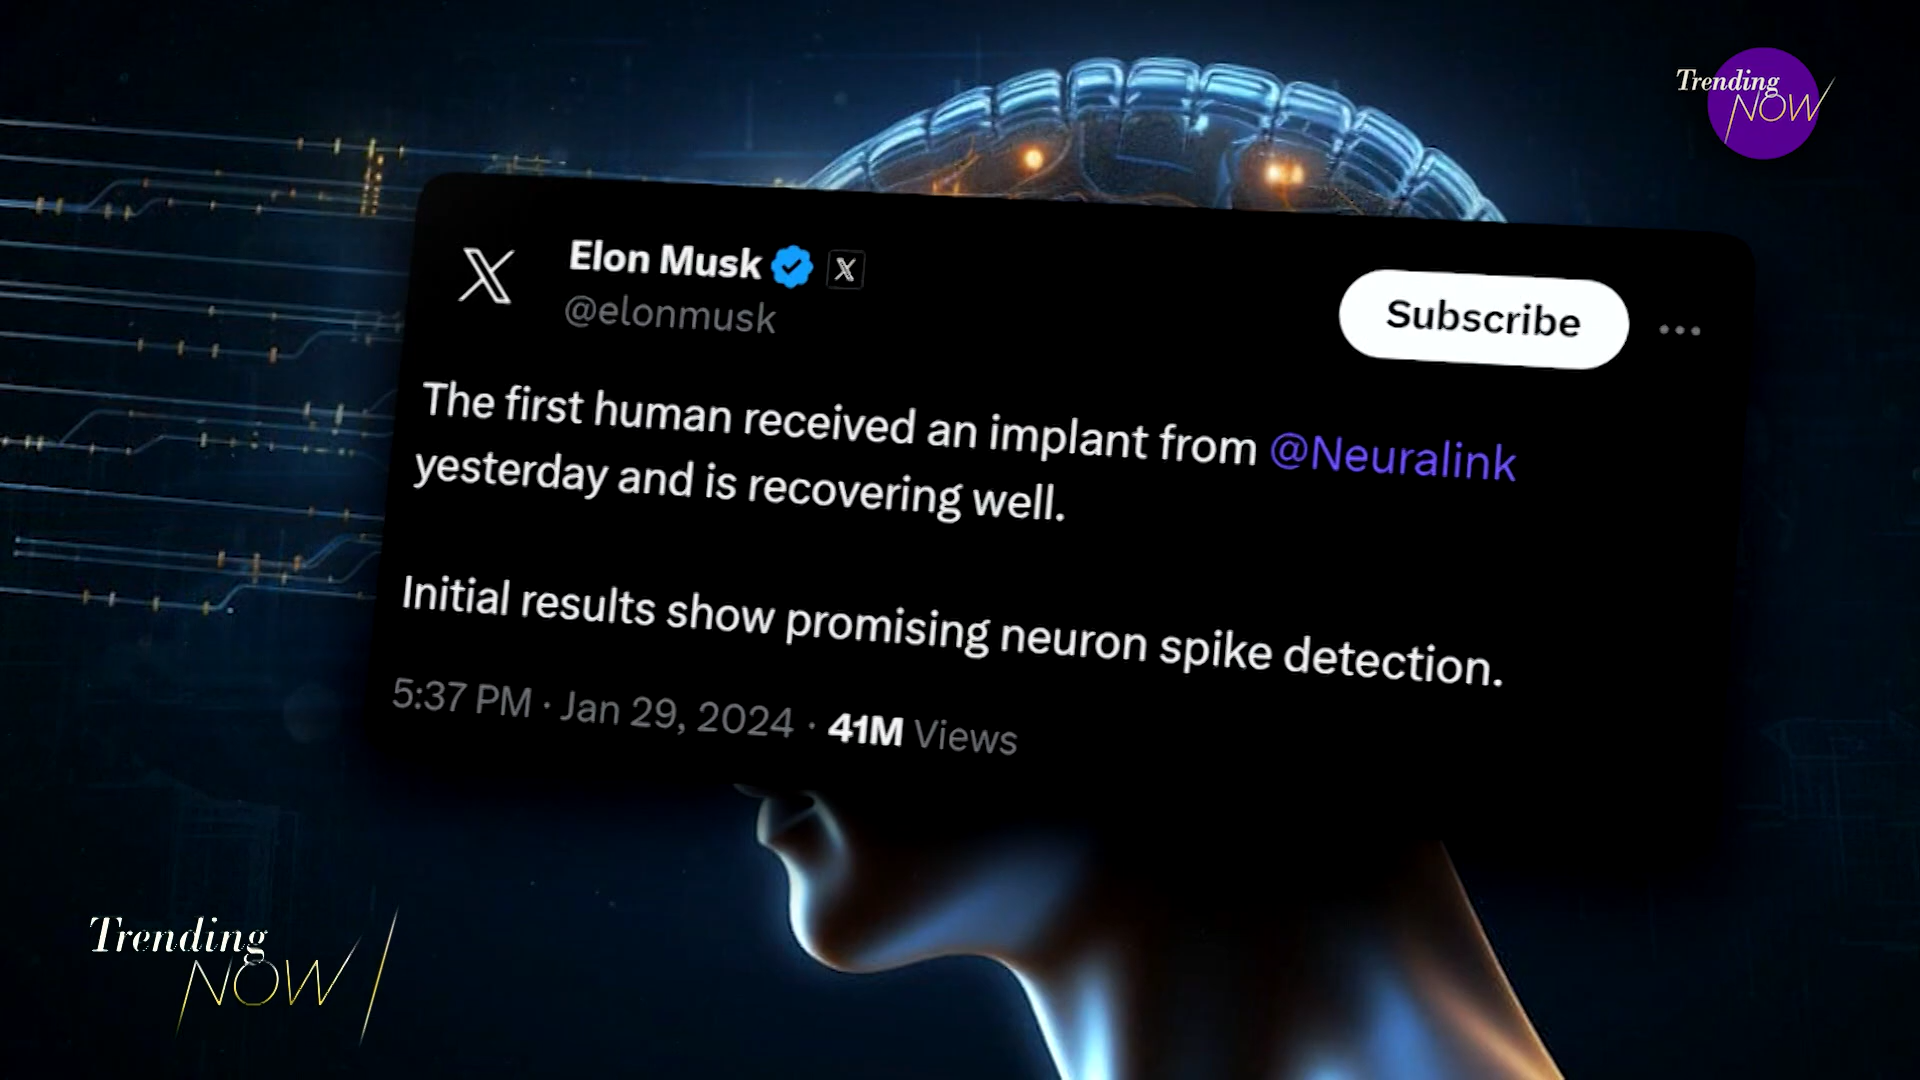 Trending
NOW
Elon Musk
@elonmusk
Subscribe
The first human received an implant from @Neuralink
yesterday and is recovering well.
Initial results show promising neuron spike detection.
5:37 PM · Jan 29, 2024 · 41M Views
Trending
NOW